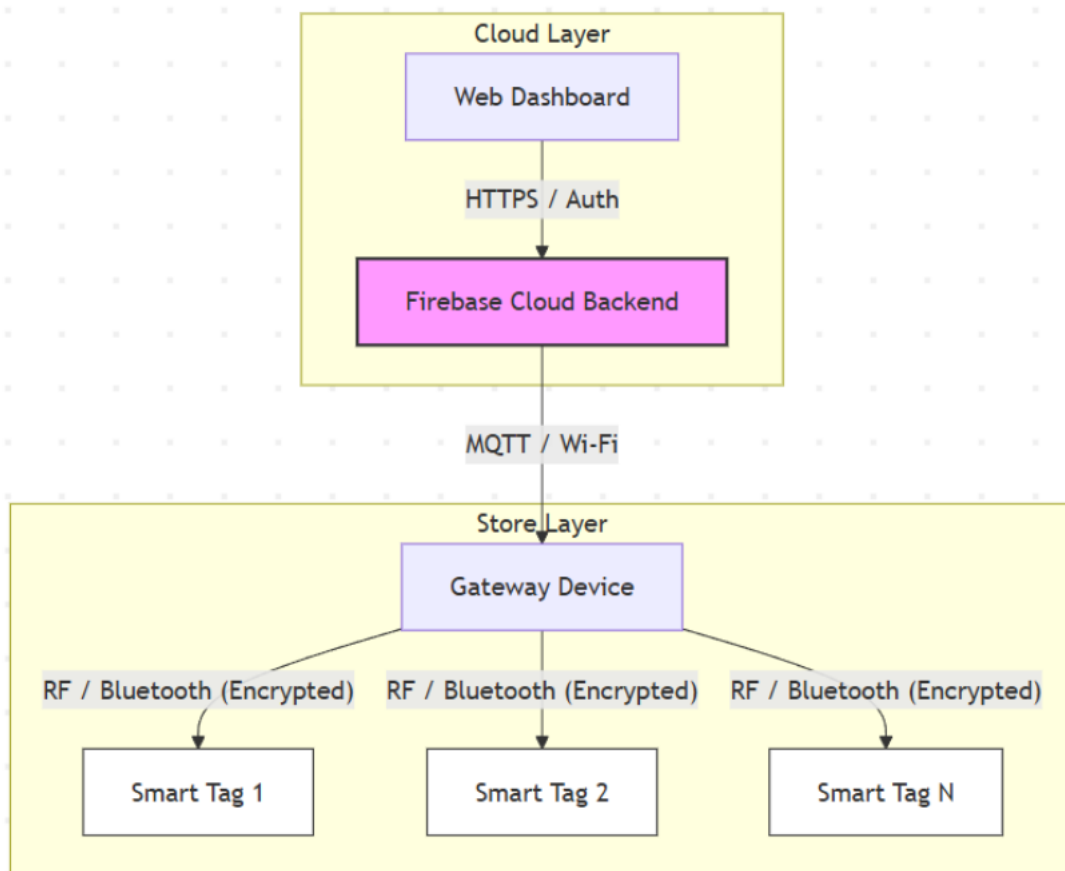 Cloud Layer
Web Dashboard
HTTPS / Auth
Firebase Cloud Backend
MQTT / Wi-Fi
Store Layer
Gateway Device
RF / Bluetooth (Encrypted)
RF / Bluetooth (Encrypted)
RF / Bluetooth (Encrypted)
Smart Tag 1
Smart Tag 2
Smart Tag N